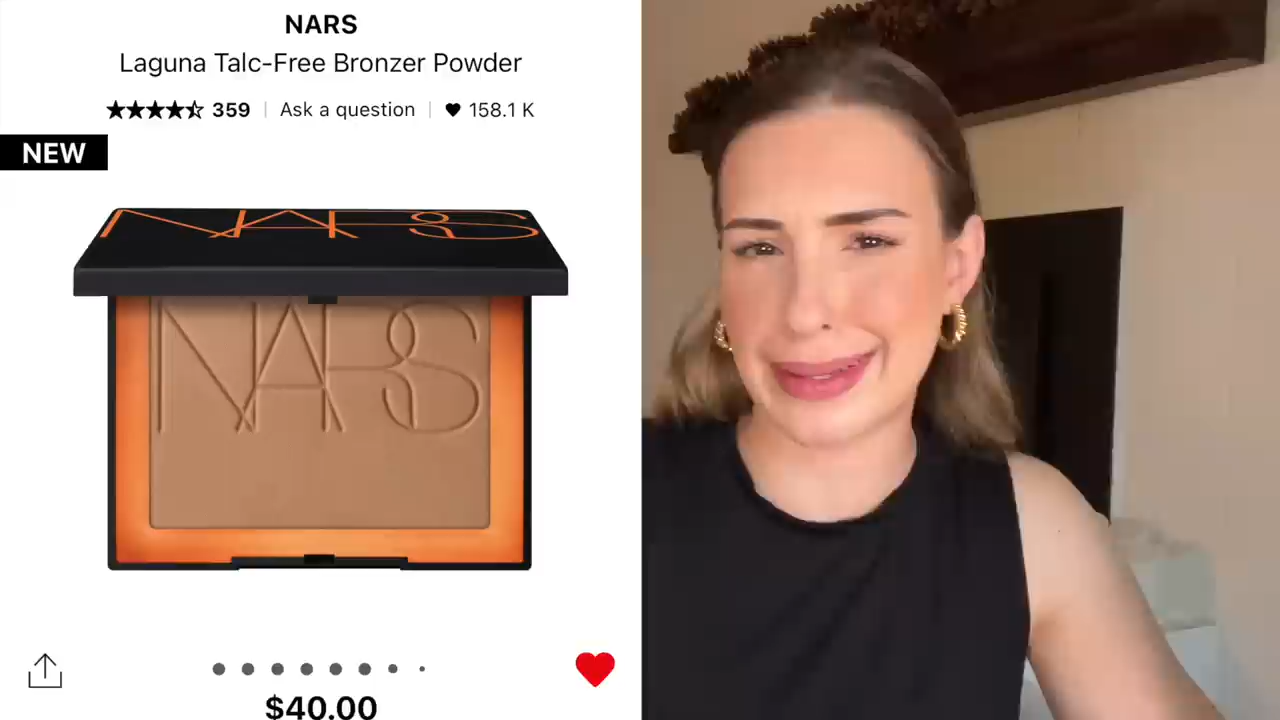 NARS
Laguna Talc-Free Bronzer Powder
359 | Ask a question | 158.1 K
NEW
NARS
NARS
$40.00